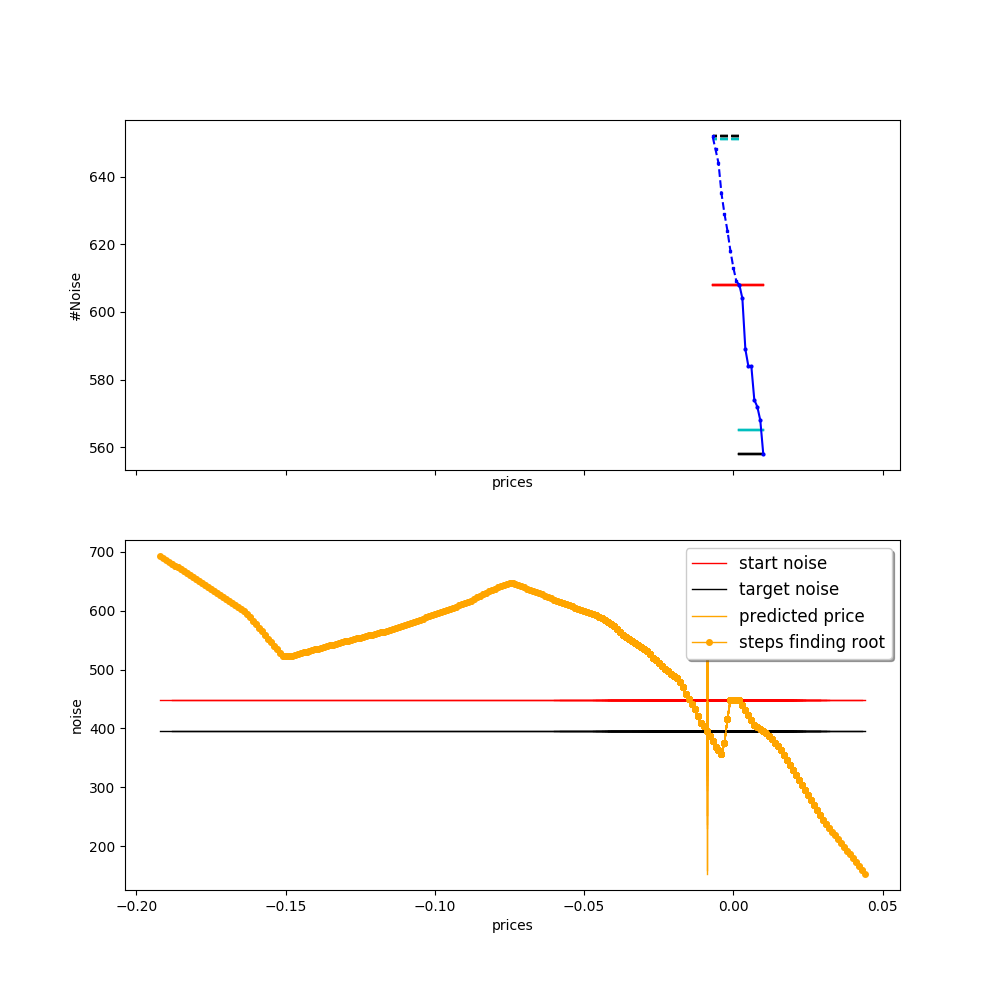 640
620
600
580
560
#Noise
prices
700
600
500
400
300
200
noise
start noise
target noise
predicted price
steps finding root
−0.20
−0.15
−0.10
−0.05
0.00
0.05
prices